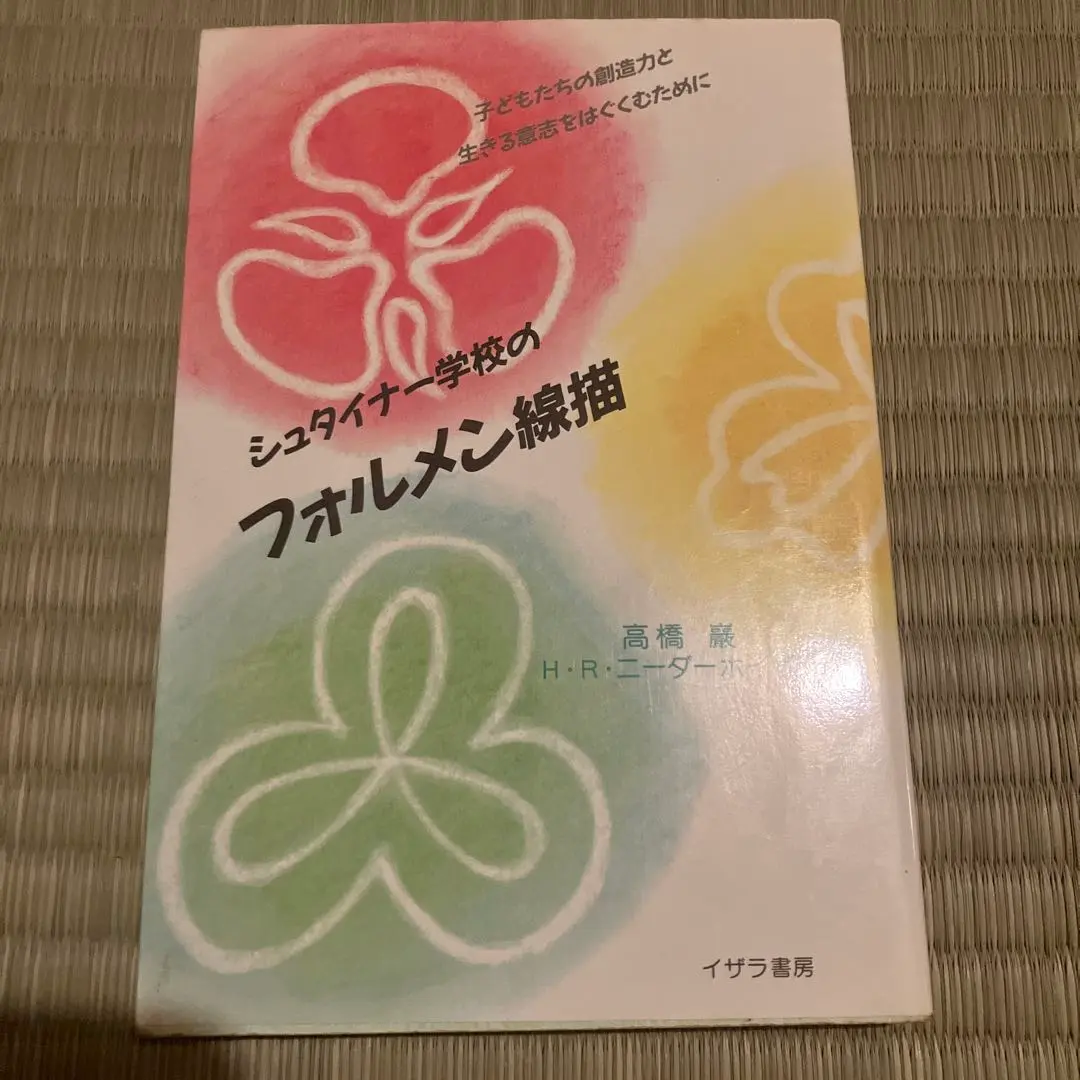 子どもたちの創造力と
生きる意志をはぐくむために
シュタイナー学校の
フォルメン線描
高橋 巖
H・R・ニーダーホ
イザラ書房